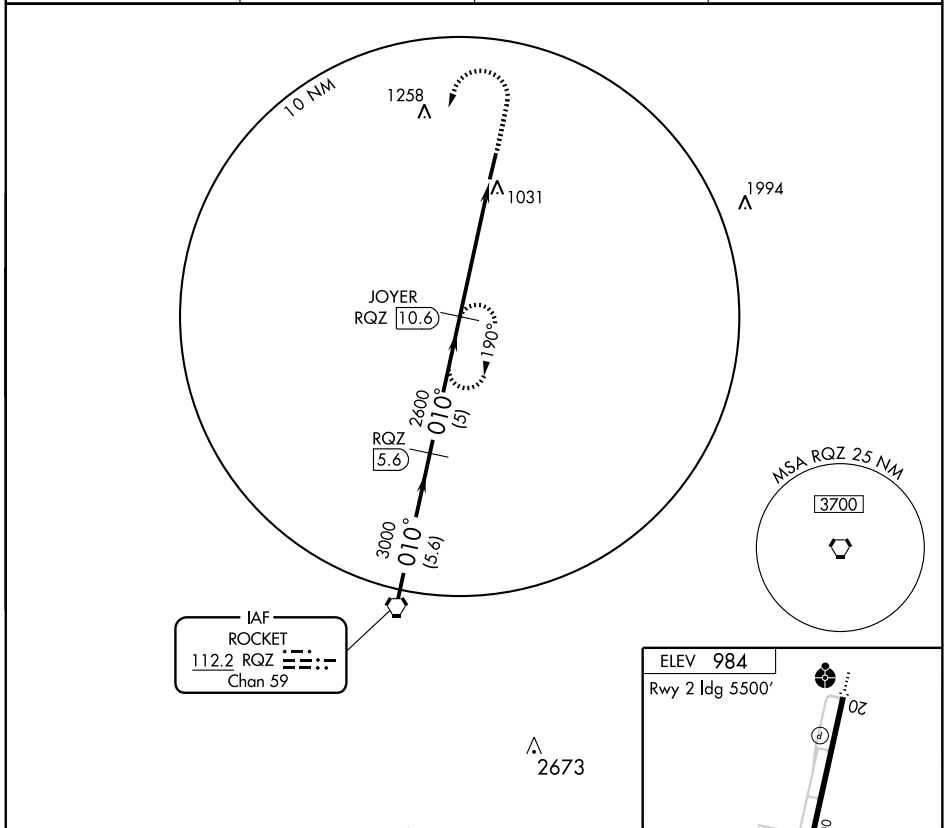 10 NM
1258
1994
1031
JOYER
RQZ 10.6
190°
2600
010°
(5)
RQZ
5.6
3000
010°
(5.6)
MSA RQZ 25 NM
3700
IAF
ROCKET
112.2 RQZ
Chan 59
2673
ELEV 984
Rwy 2 ldg 5500'
20
P